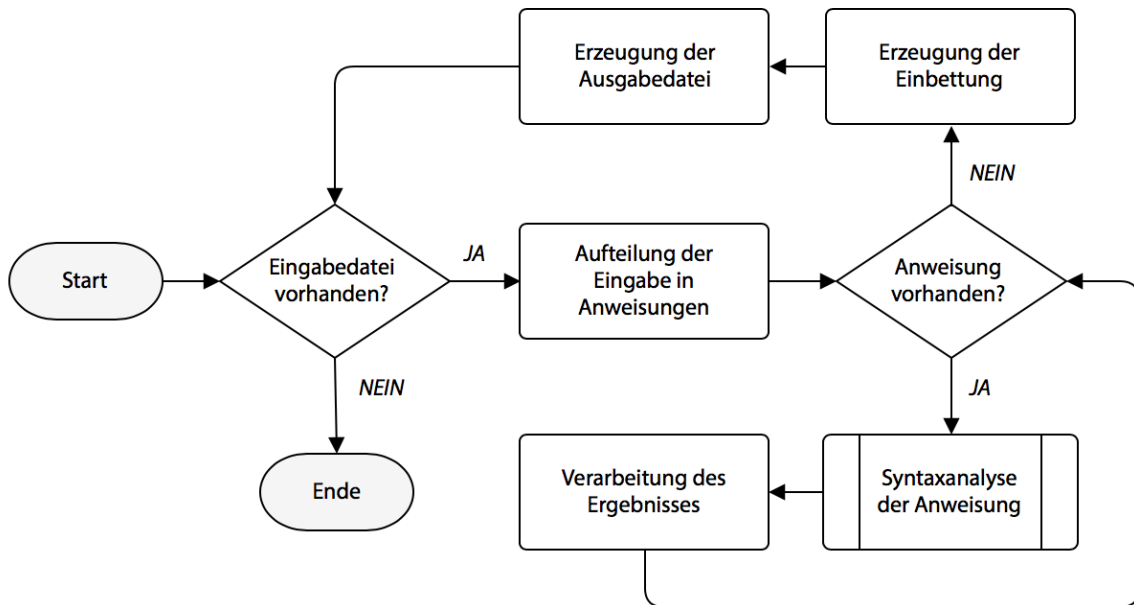 Erzeugung der
Ausgabedatei
Erzeugung der
Einbettung
NEIN
Start
Eingabedatei
vorhanden?
JA
Aufteilung der
Eingabe in
Anweisungen
Anweisung
vorhanden?
NEIN
JA
Ende
Verarbeitung des
Ergebnisses
Syntaxanalyse
der Anweisung